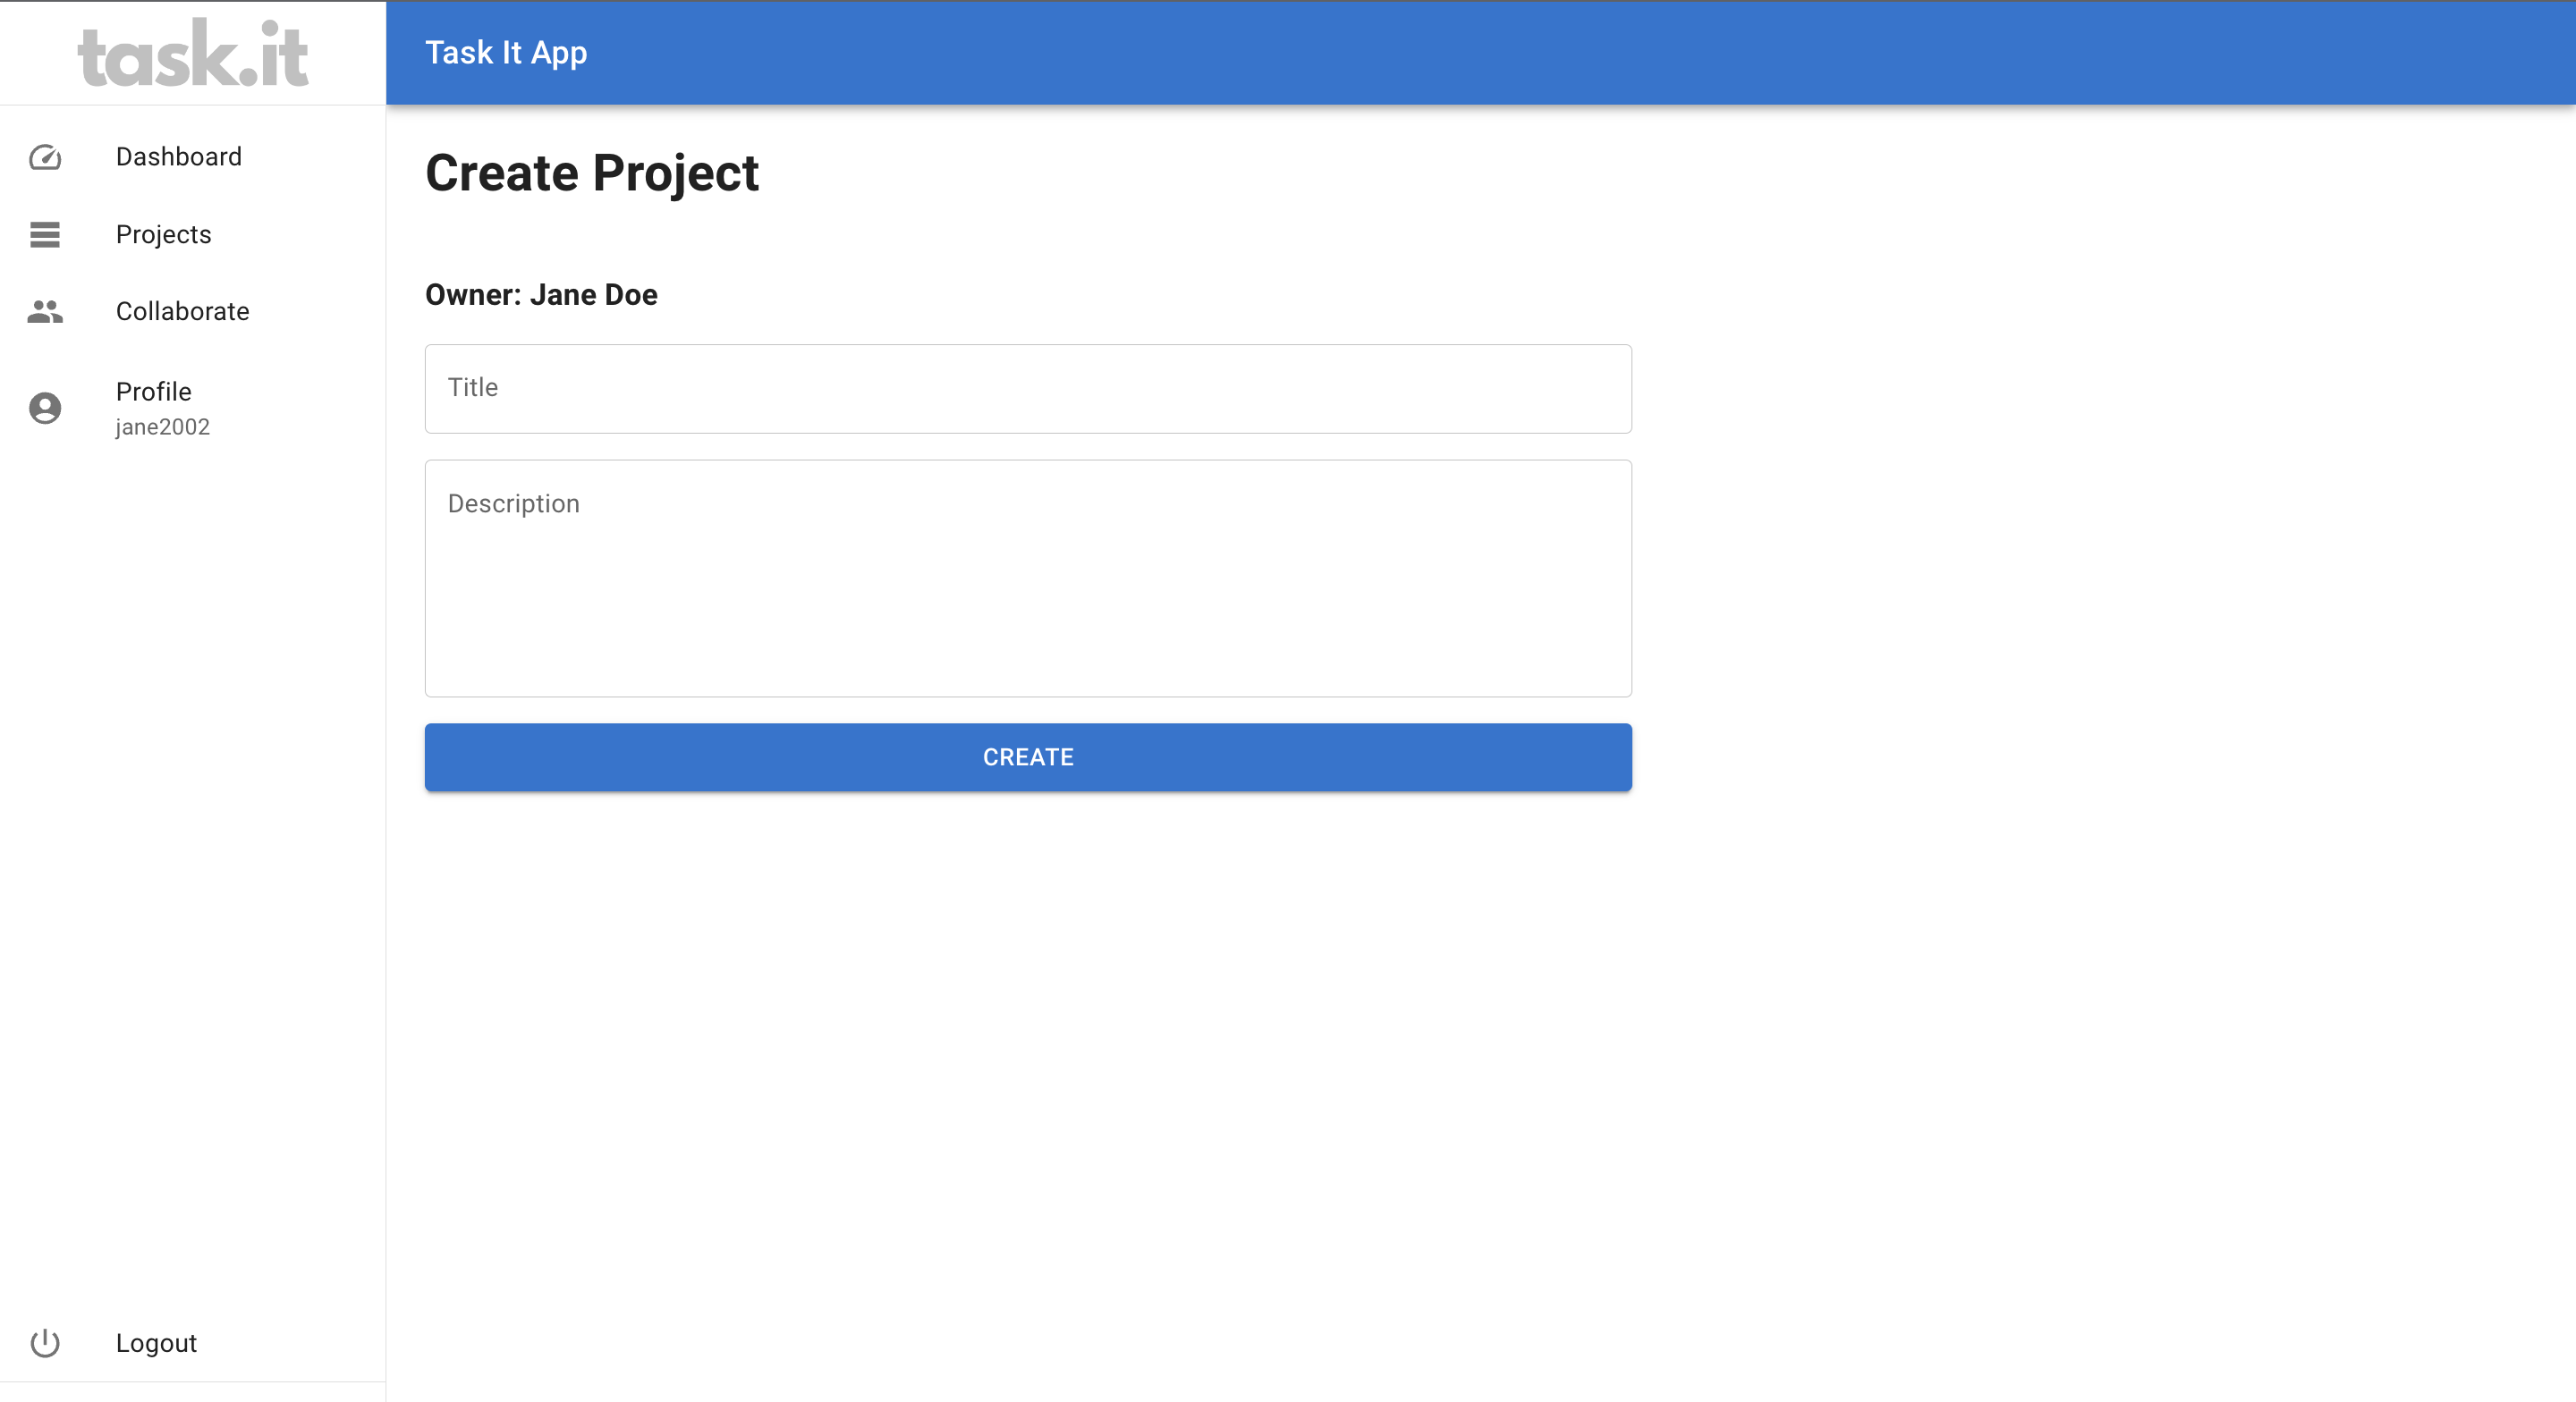 task.it
Task It App
Dashboard
Projects
Collaborate
Profile
jane2002
Logout
Create Project
Owner: Jane Doe
Title
Description
CREATE